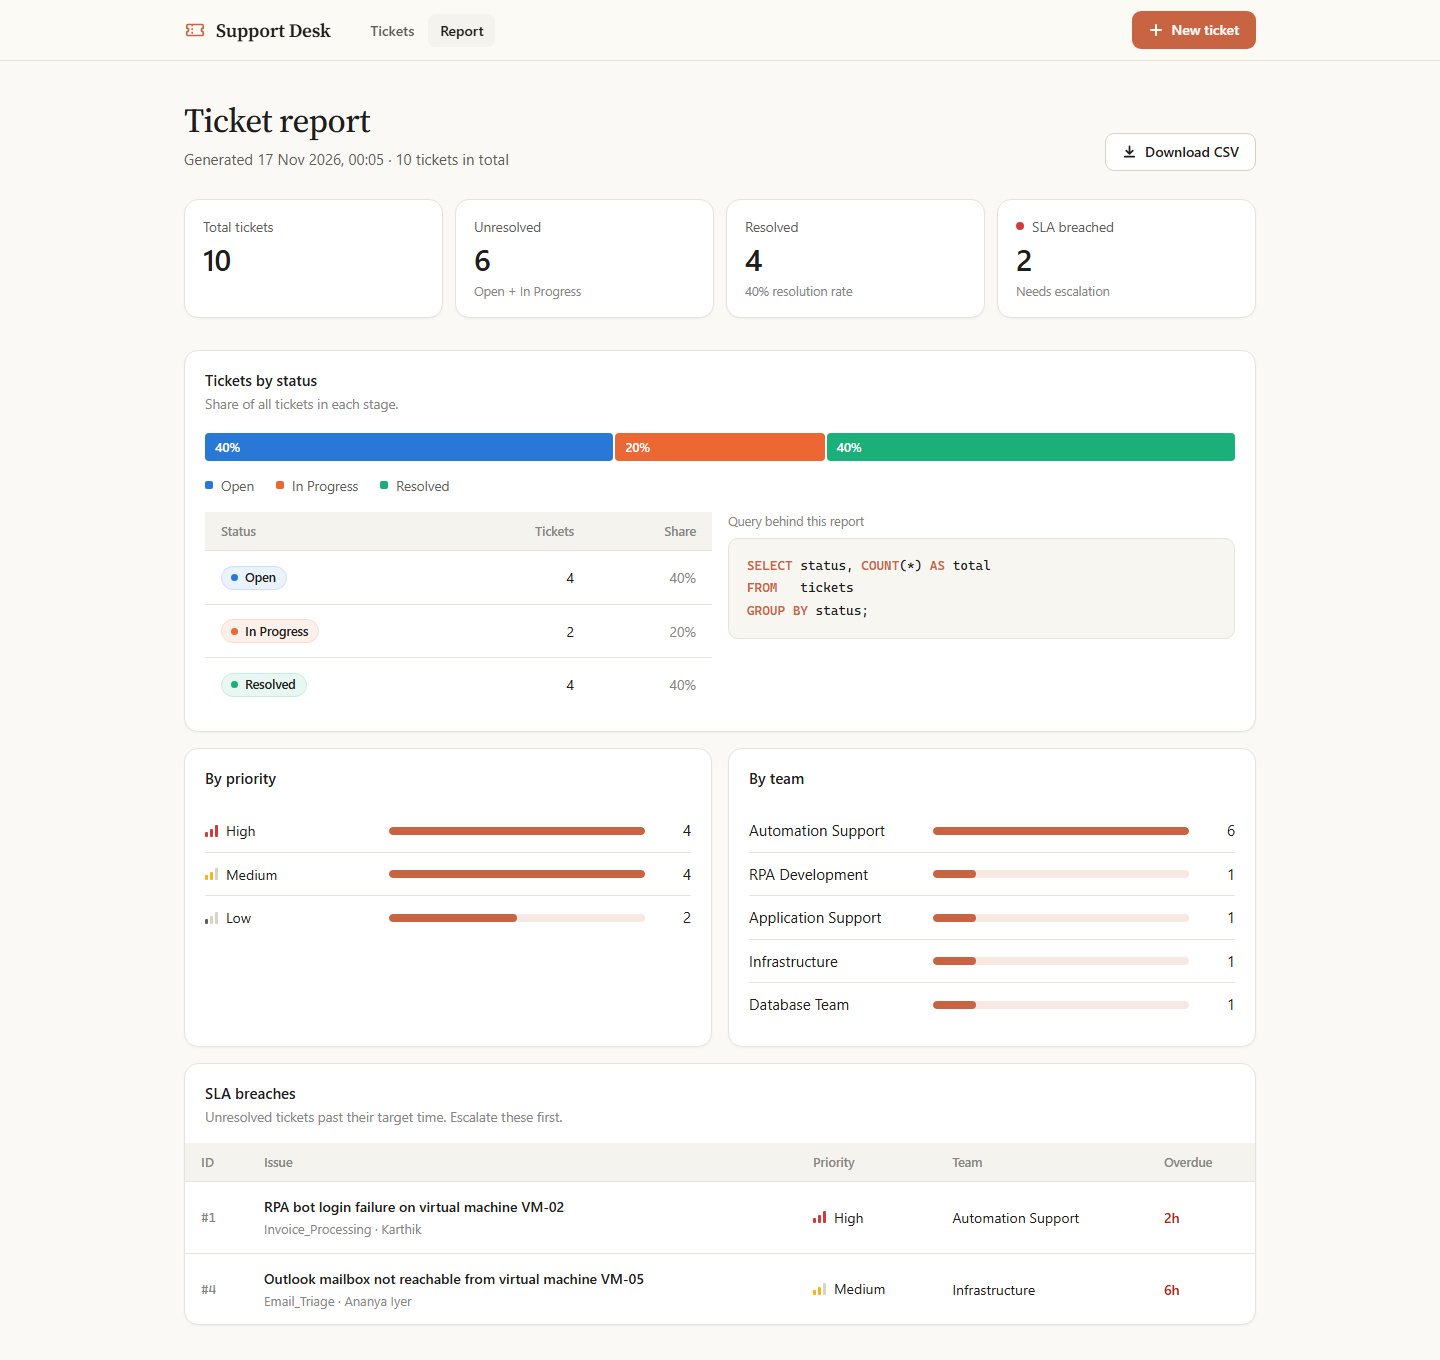 Support Desk
Tickets
Report
New ticket
Ticket report
Generated 17 Nov 2026, 00:05 · 10 tickets in total
Download CSV
Total tickets
10
Unresolved
6
Open + In Progress
Resolved
4
40% resolution rate
SLA breached
2
Needs escalation
Tickets by status
Share of all tickets in each stage.
40%
20%
40%
Open
In Progress
Resolved
Status Tickets Share
Open 4 40%
In Progress 2 20%
Resolved 4 40%
Query behind this report
SELECT status, COUNT(*) AS total
FROM   tickets
GROUP BY status;
By priority
High 4
Medium 4
Low 2
By team
Automation Support 6
RPA Development 1
Application Support 1
Infrastructure 1
Database Team 1
SLA breaches
Unresolved tickets past their target time. Escalate these first.
ID Issue Priority Team Overdue
#1 RPA bot login failure on virtual machine VM-02 High Automation Support 2h
Invoice_Processing · Karthik
#4 Outlook mailbox not reachable from virtual machine VM-05 Medium Infrastructure 6h
Email_Triage · Ananya Iyer